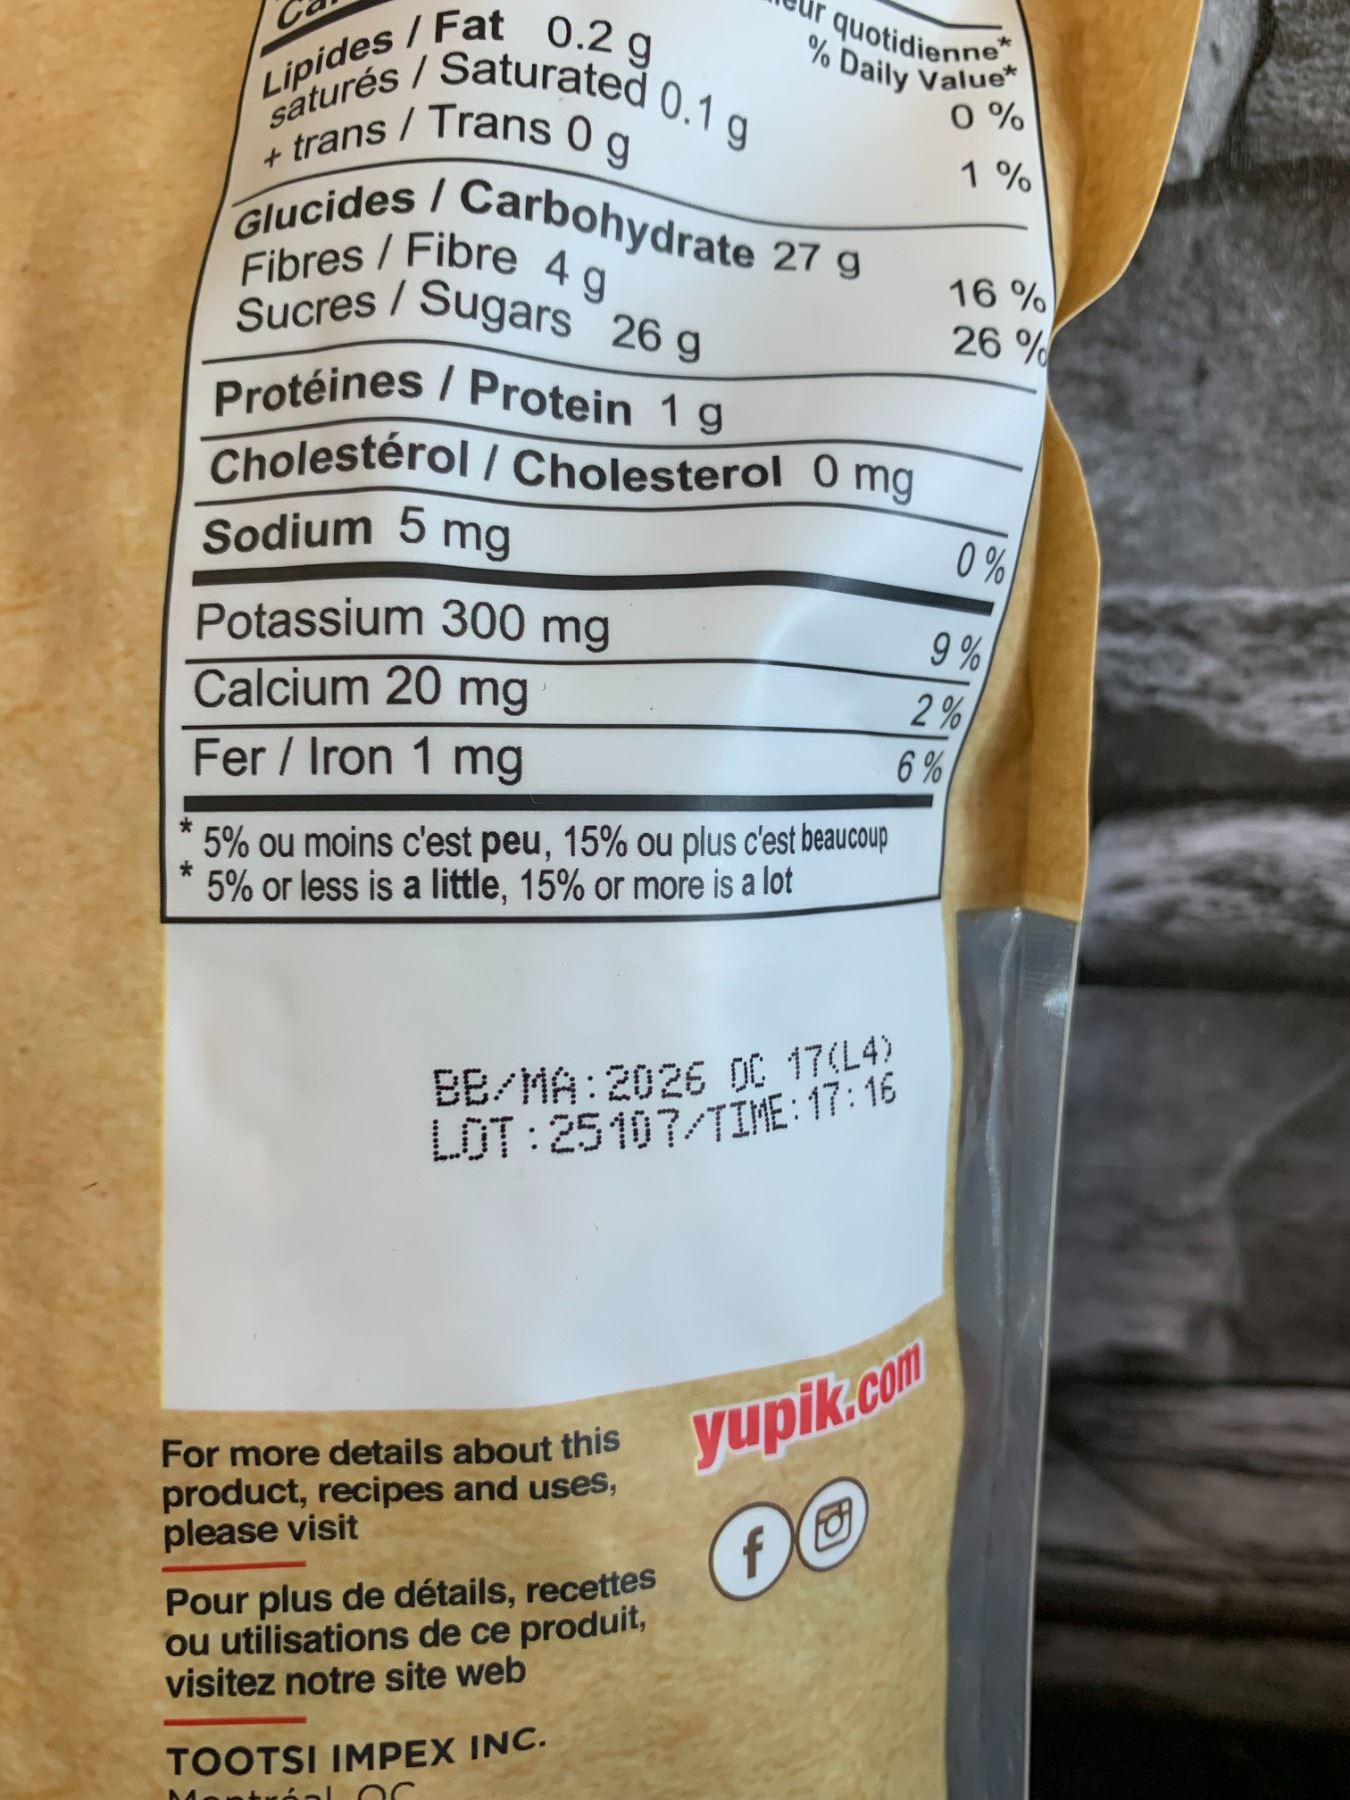 quotidienne*
% Daily Value*
Lipides / Fat 0.2 g 0 %
saturés / Saturated 0.1 g
+ trans / Trans 0 g 1 %
Glucides / Carbohydrate 27 g
Fibres / Fibre 4 g 16 %
Sucres / Sugars 26 g 26 %
Protéines / Protein 1 g
Cholestérol / Cholesterol 0 mg
Sodium 5 mg 0 %
Potassium 300 mg 9 %
Calcium 20 mg 2 %
Fer / Iron 1 mg 6 %
* 5% ou moins c'est peu, 15% ou plus c'est beaucoup
* 5% or less is a little, 15% or more is a lot
BB/MA:2026 OC 17(L4)
LOT:25107/TIME:17:16
yupik.com
For more details about this
product, recipes and uses,
please visit
f
Pour plus de détails, recettes
ou utilisations de ce produit,
visitez notre site web
TOOTSI IMPEX INC.
Montréal QC